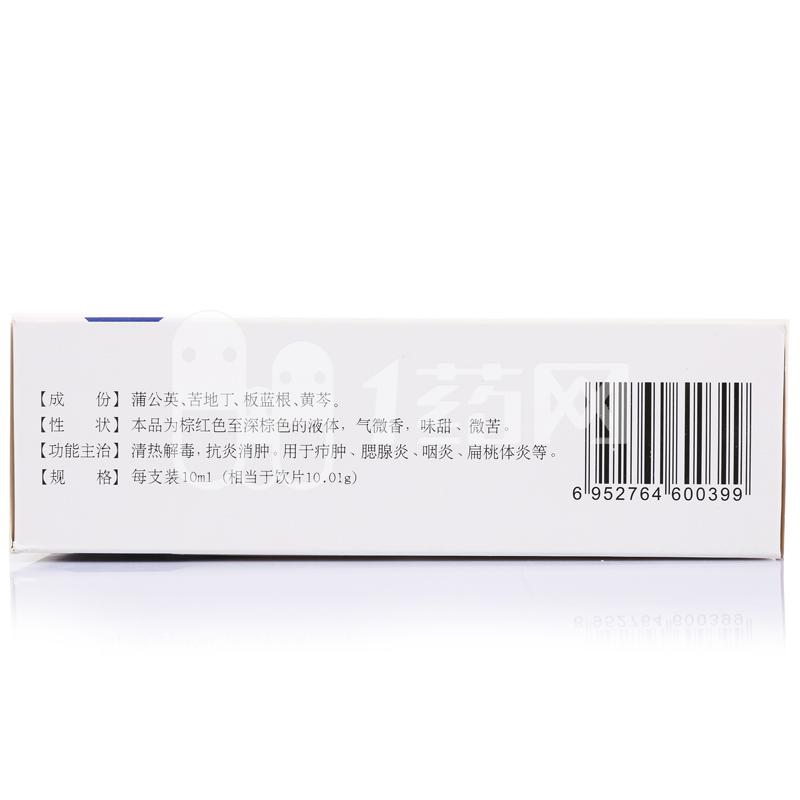 【成　份】蒲公英、苦地丁、板蓝根、黄芩。
【性　状】本品为棕红色至深棕色的液体，气微香，味甜、微苦。
【功能主治】清热解毒，抗炎消肿。用于疖肿、腮腺炎、咽炎、扁桃体炎等。
【规　格】每支装10ml (相当于饮片10.01g)
6 952764 600399
1药网